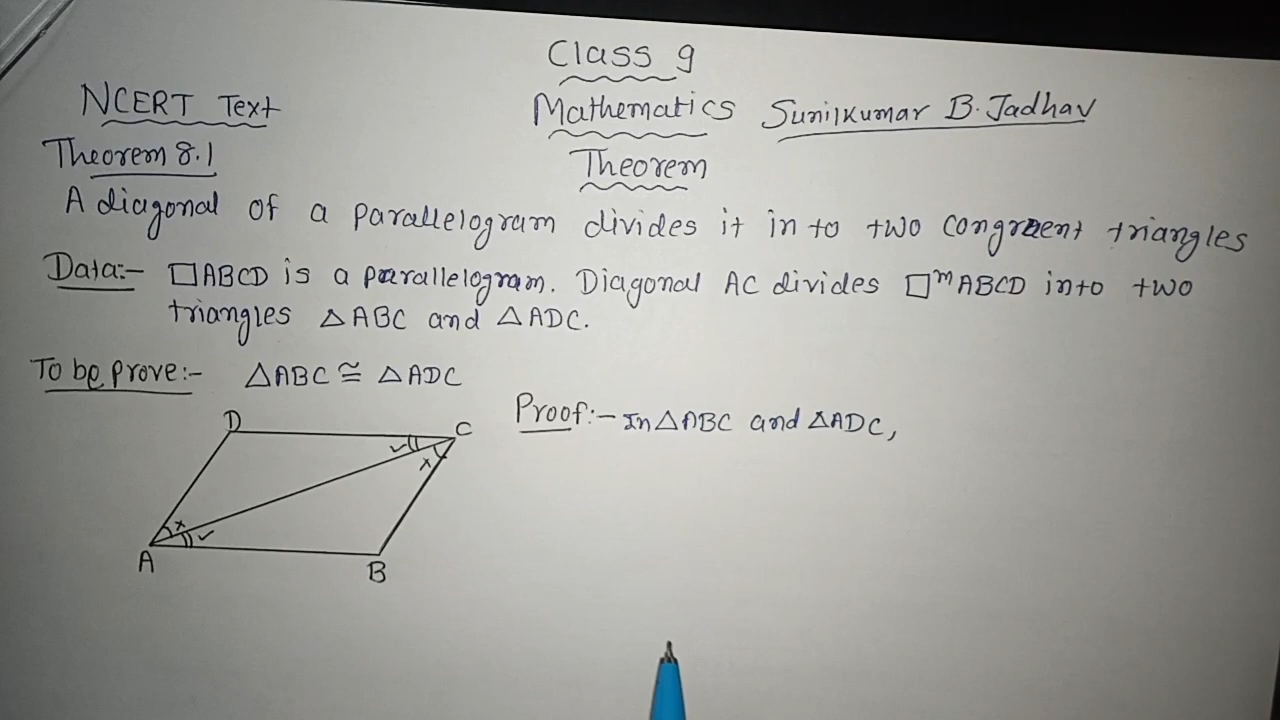 Class 9
NCERT Text
Mathematics Sunilkumar B. Jadhav
Theorem 8.1
Theorem
A diagonal of a parallelogram divides it in to two congruent triangles
Data:- □ABCD is a parallelogram. Diagonal AC divides □ᵐABCD into two
triangles △ABC and △ADC.
To be prove:- △ABC ≅ △ADC
Proof:- In △ABC and △ADC,
D
C
x
x
A
B